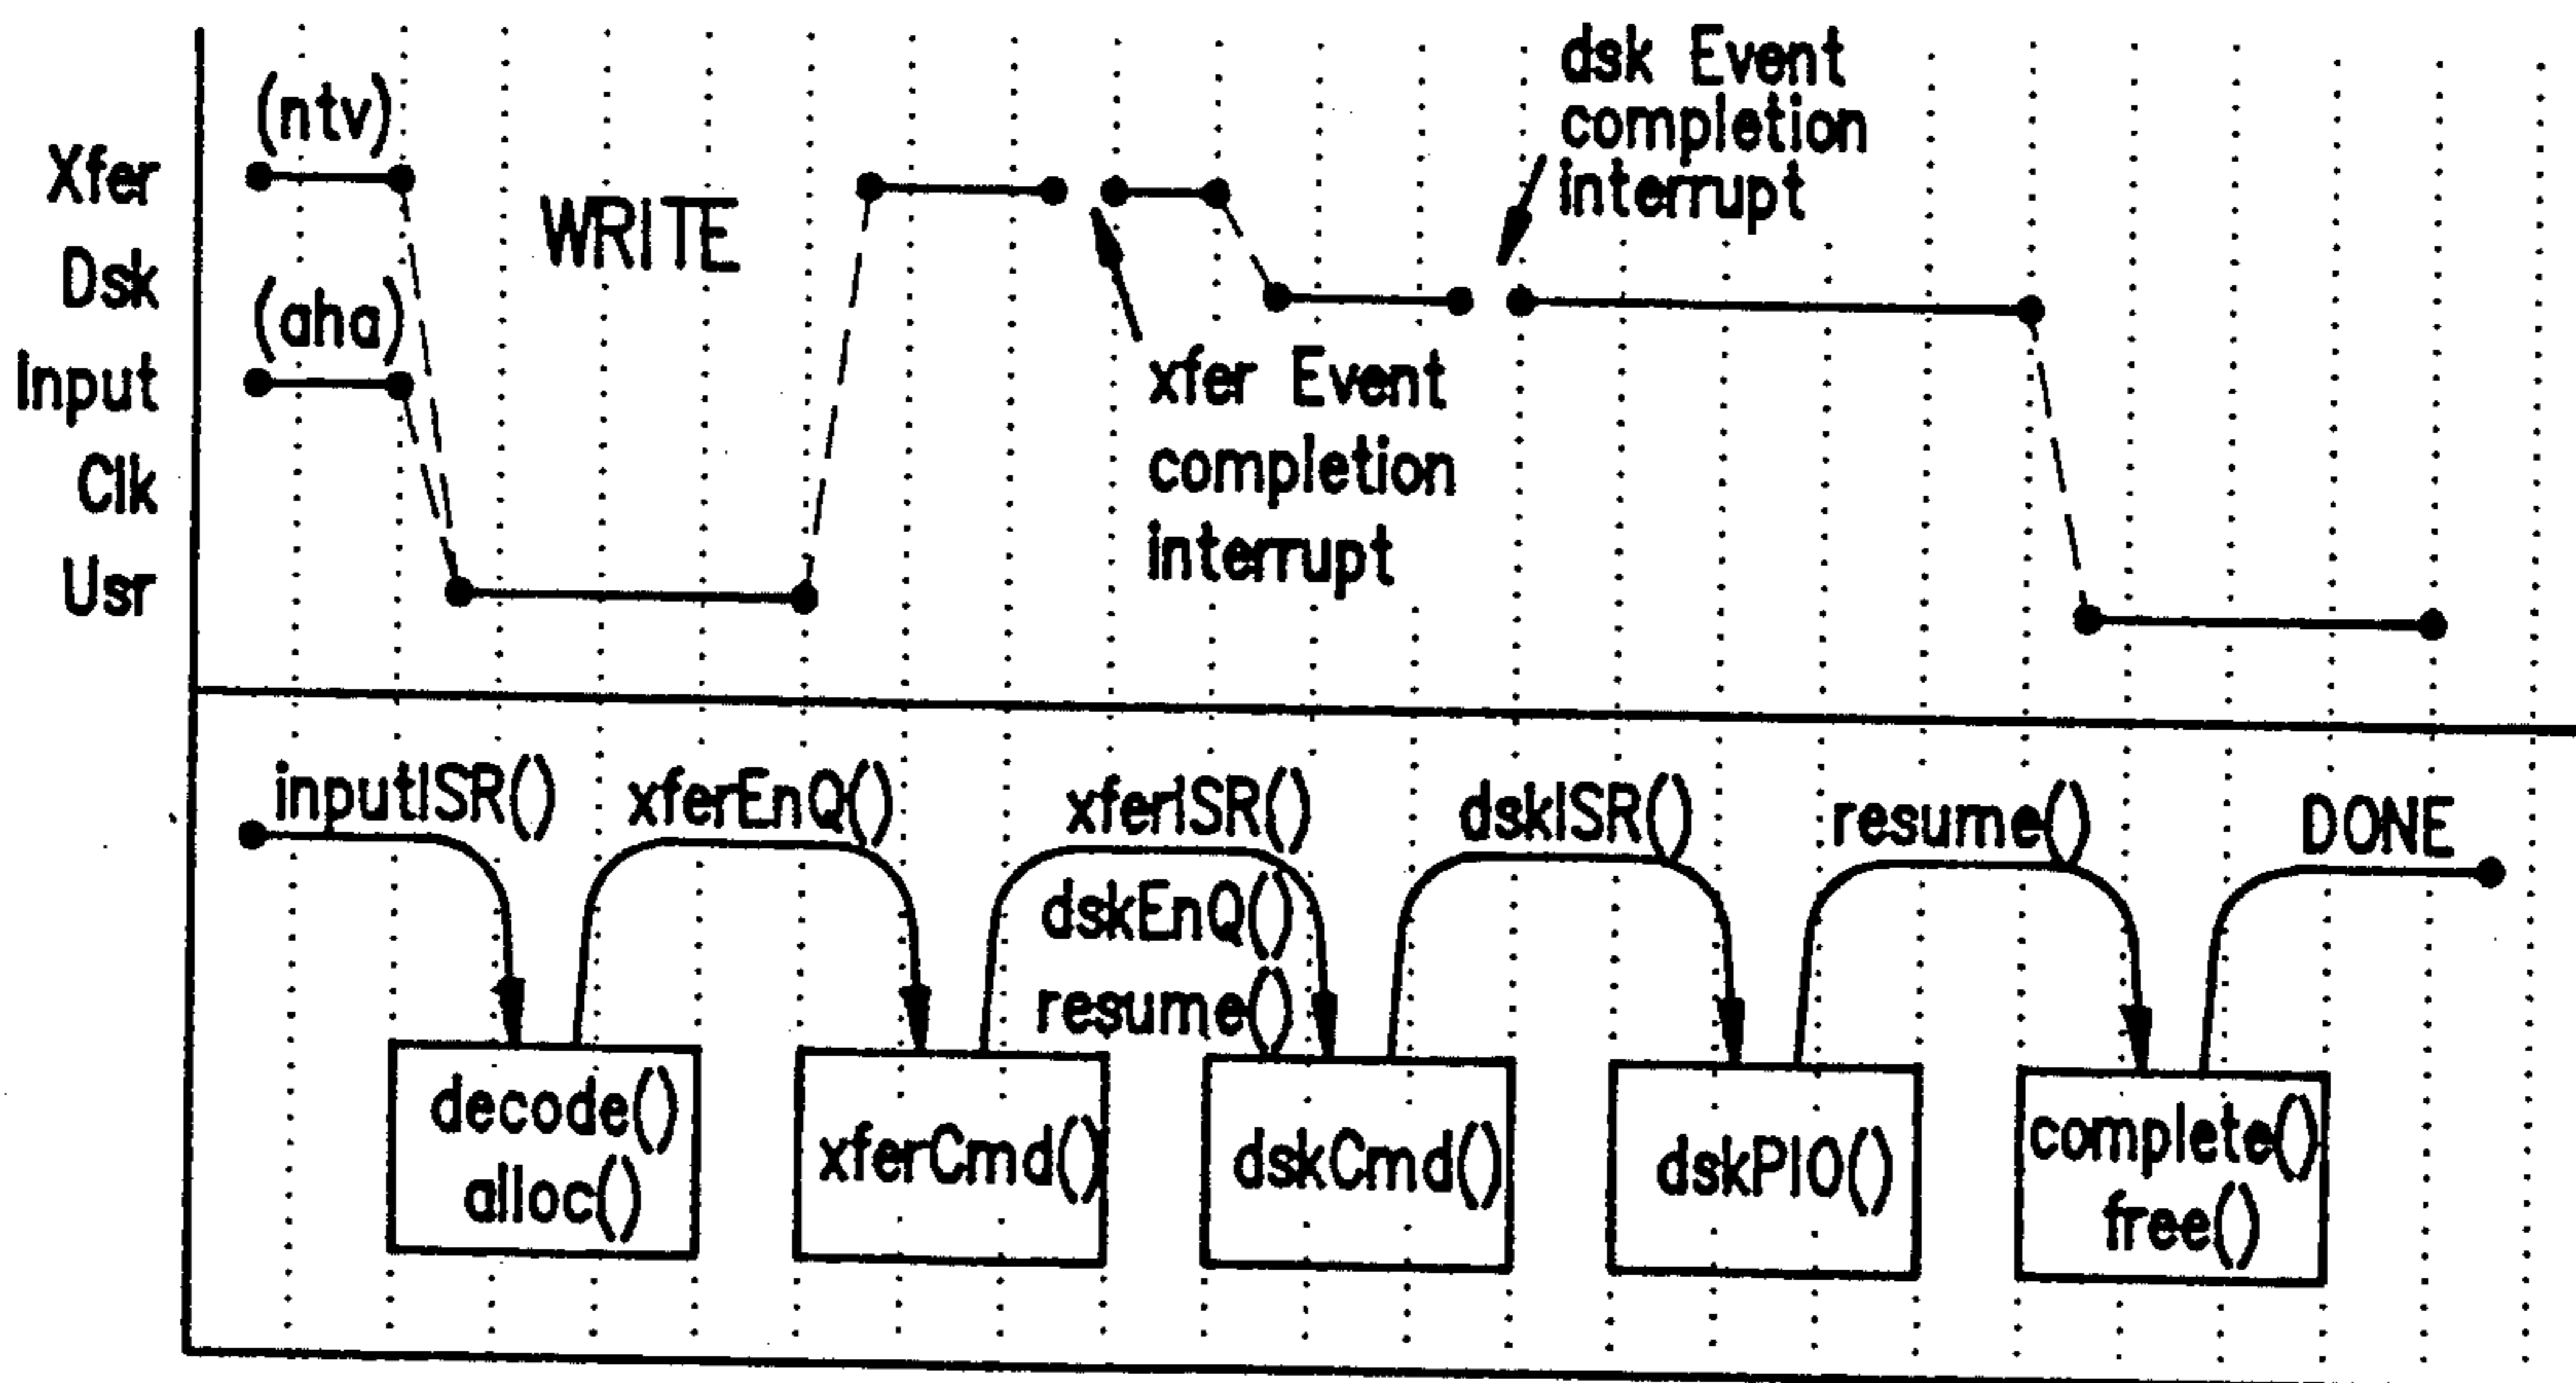 (ntv)
Xfer
WRITE
dsk Event
completion
interrupt
Dsk
(aha)
Input
xfer Event
completion
interrupt
Clk
Usr
inputISR()
xferEnQ()
xferISR()
dskEnQ()
resume()
dskISR()
resume()
DONE
decode()
alloc()
xferCmd()
dskCmd()
dskPIO()
complete()
free()